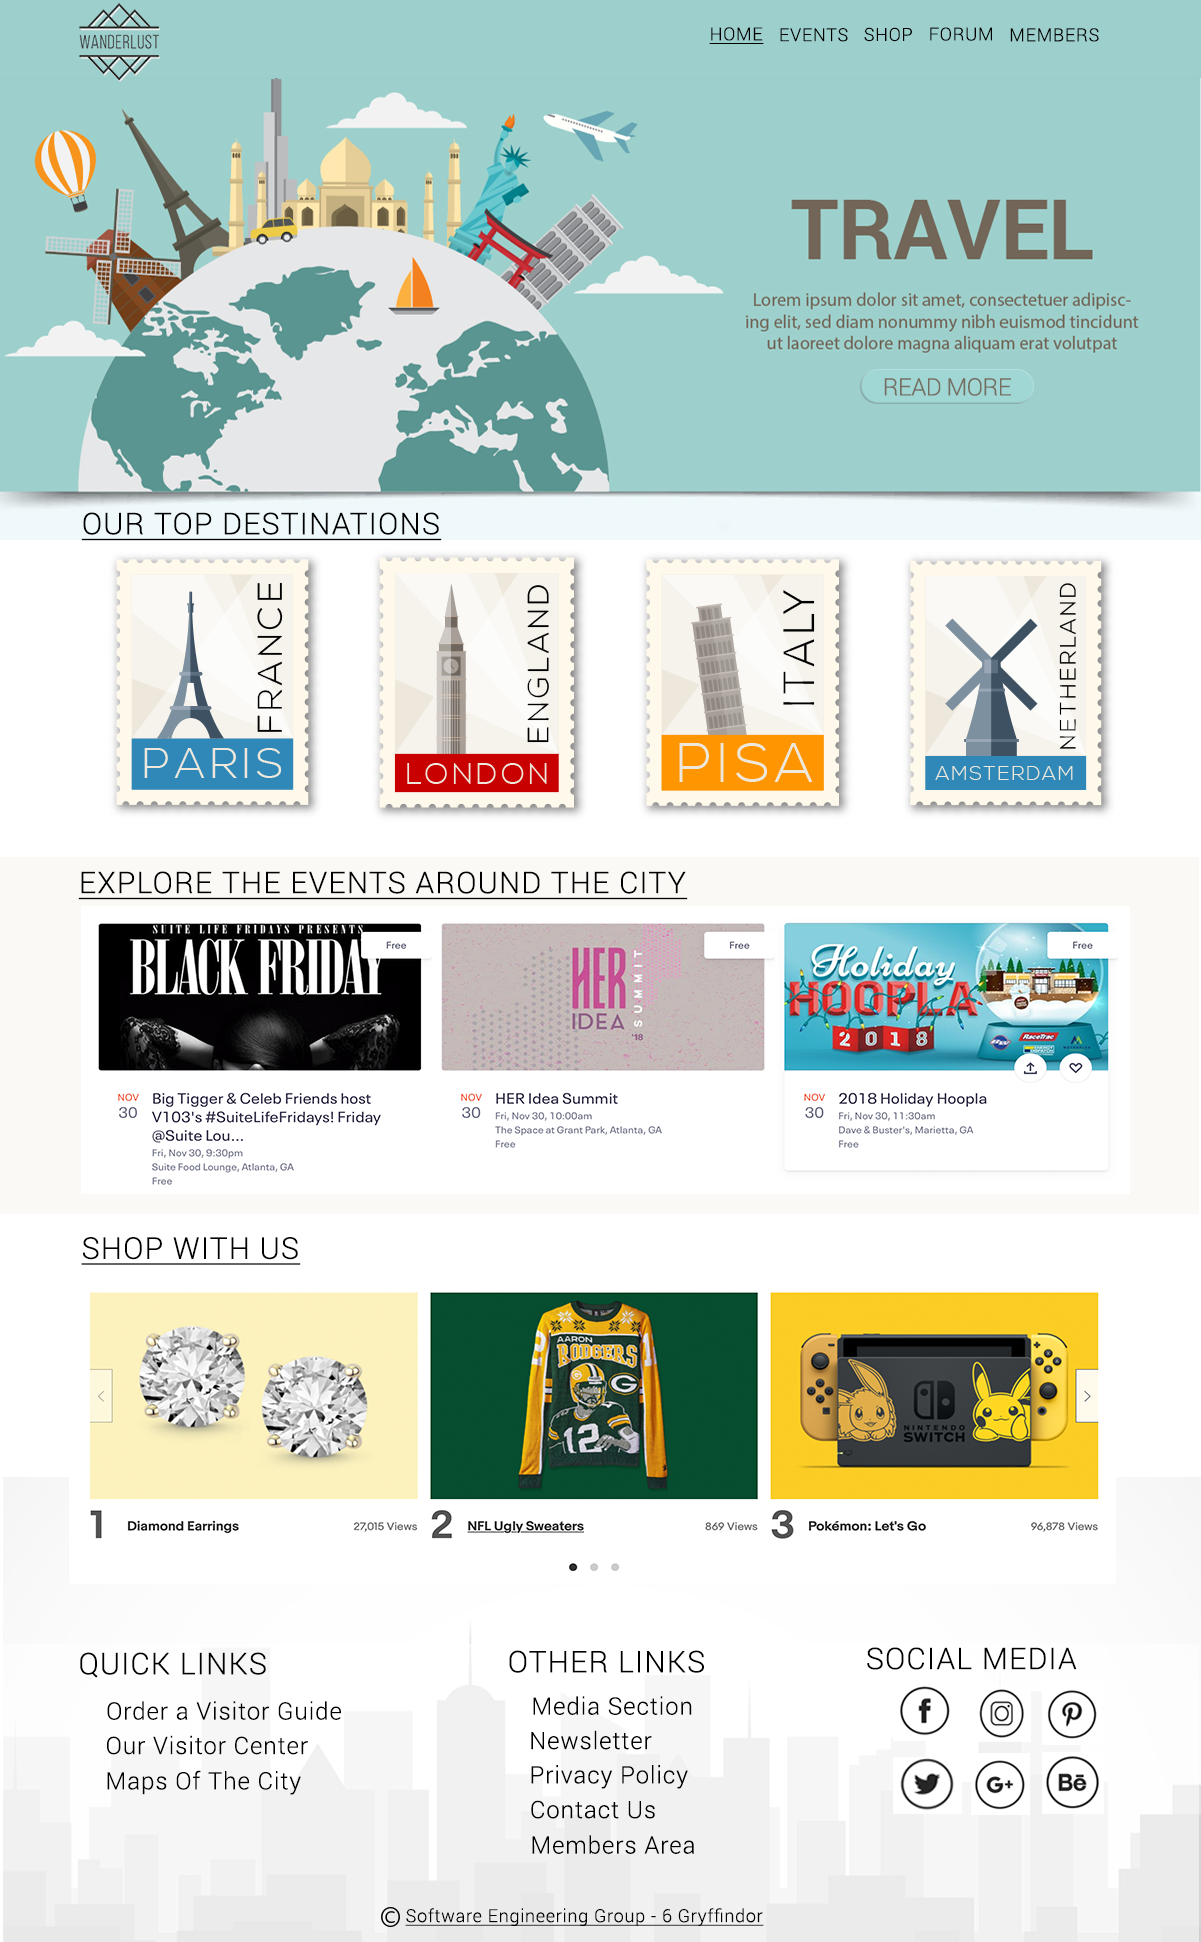 WANDERLUST
HOME EVENTS SHOP FORUM MEMBERS
TRAVEL
Lorem ipsum dolor sit amet, consectetuer adipisc-
ing elit, sed diam nonummy nibh euismod tincidunt
ut laoreet dolore magna aliquam erat volutpat
READ MORE
OUR TOP DESTINATIONS
FRANCE
PARIS
ENGLAND
LONDON
ITALY
PISA
NETHERLAND
AMSTERDAM
EXPLORE THE EVENTS AROUND THE CITY
SUITE LIFE FRIDAYS PRESENTS
BLACK FRIDAY
Free
HER
IDEA
SUMMIT
'18
Free
Holiday
HOOPLA
2018
RaceTrac
Free
NOV
30
Big Tigger & Celeb Friends host
V103's #SuiteLifeFridays! Friday
@Suite Lou...
Fri, Nov 30, 9:30pm
Suite Food Lounge, Atlanta, GA
Free
NOV
30
HER Idea Summit
Fri, Nov 30, 10:00am
The Space at Grant Park, Atlanta, GA
Free
NOV
30
2018 Holiday Hoopla
Fri, Nov 30, 11:30am
Dave & Buster's, Marietta, GA
Free
SHOP WITH US
AARON
RODGERS
G
12
NINTENDO
SWITCH
1 Diamond Earrings 27,015 Views
2 NFL Ugly Sweaters 869 Views
3 Pokémon: Let's Go 96,878 Views
QUICK LINKS
Order a Visitor Guide
Our Visitor Center
Maps Of The City
OTHER LINKS
Media Section
Newsletter
Privacy Policy
Contact Us
Members Area
SOCIAL MEDIA
f
G+
Bē
© Software Engineering Group - 6 Gryffindor